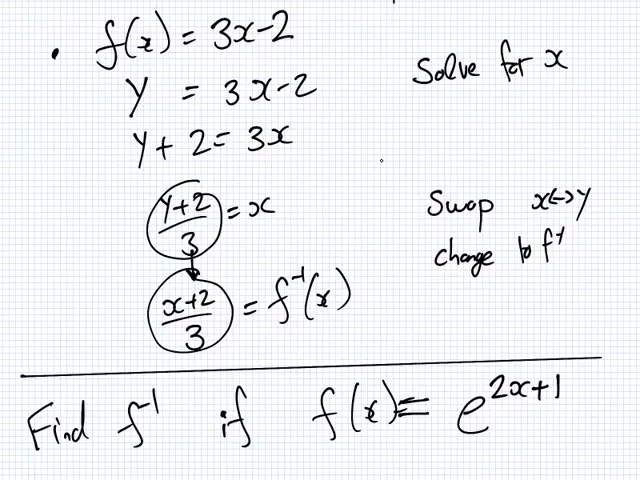 • f(x) = 3x-2
Solve for x
y = 3x-2
y+2 = 3x
y+2/3 = x
Swap x↔y
change to f⁻¹
x+2/3 = f⁻¹(x)
Find f⁻¹ if f(x) = e^{2x+1}